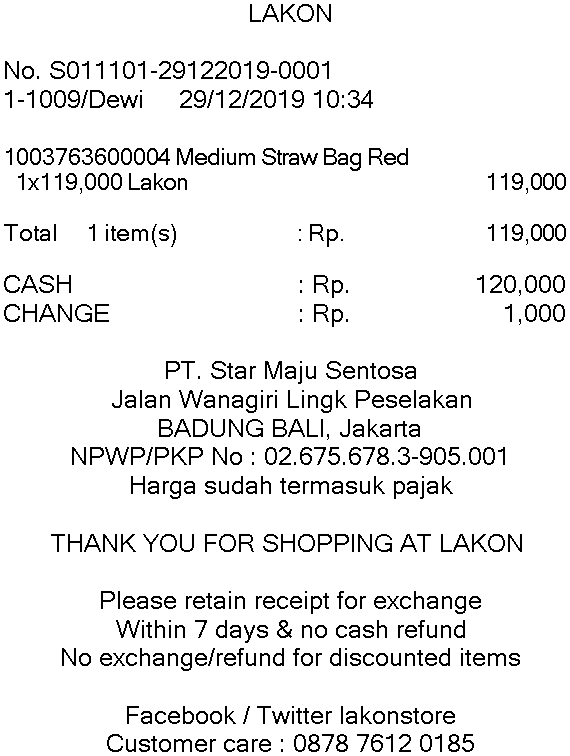 LAKON
No. S011101-29122019-0001
1-1009/Dewi 29/12/2019 10:34
1003763600004 Medium Straw Bag Red
1x119,000 Lakon 119,000
Total 1 item(s) : Rp. 119,000
CASH : Rp. 120,000
CHANGE : Rp. 1,000
PT. Star Maju Sentosa
Jalan Wanagiri Lingk Peselakan
BADUNG BALI, Jakarta
NPWP/PKP No : 02.675.678.3-905.001
Harga sudah termasuk pajak
THANK YOU FOR SHOPPING AT LAKON
Please retain receipt for exchange
Within 7 days & no cash refund
No exchange/refund for discounted items
Facebook / Twitter lakonstore
Customer care : 0878 7612 0185